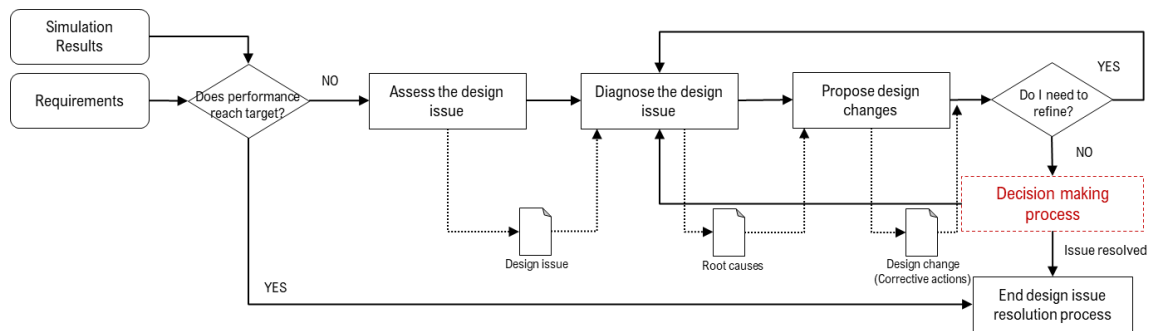 Simulation
Results
Requirements
Does performance
reach target?
NO
Assess the design
issue
Diagnose the design
issue
Propose design
changes
Do I need to
refine?
YES
NO
Decision making
process
Design issue
Root causes
Design change
(Corrective actions)
Issue resolved
YES
End design issue
resolution process